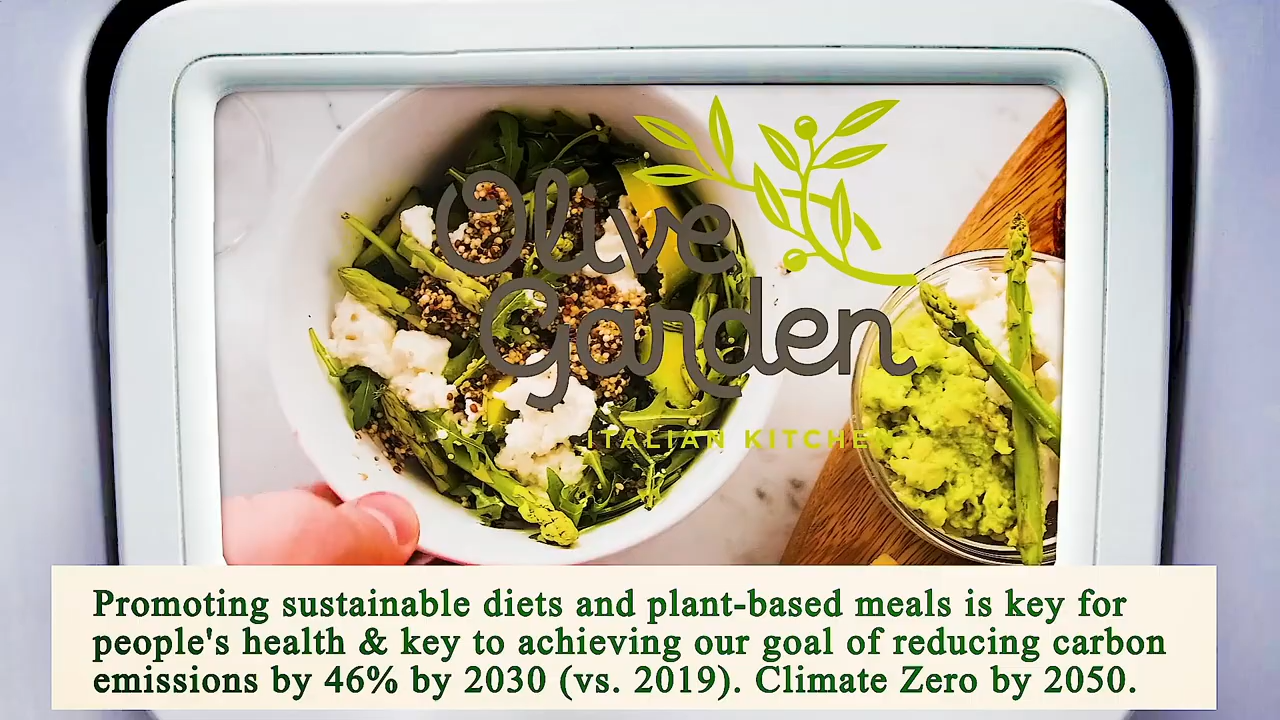 Olive
Garden
ITALIAN KITCHEN
Promoting sustainable diets and plant-based meals is key for
people's health & key to achieving our goal of reducing carbon
emissions by 46% by 2030 (vs. 2019). Climate Zero by 2050.